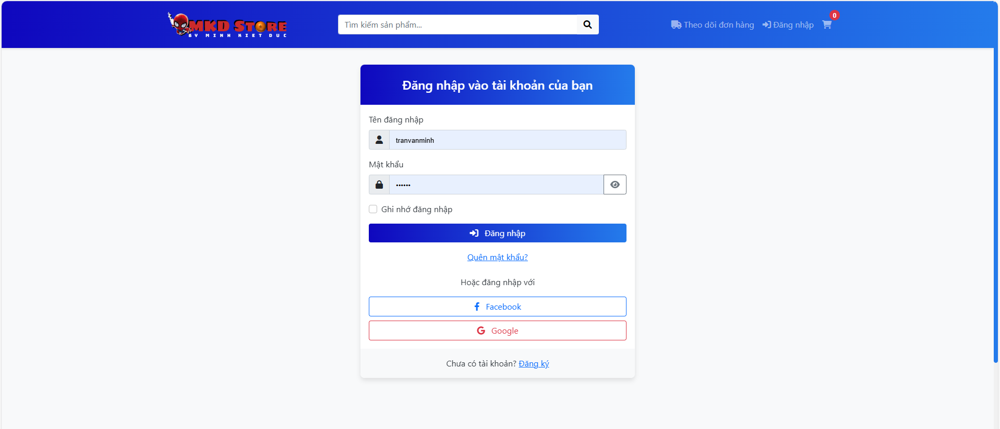 MKD STORE
BY MINH KIET DUC
Tìm kiếm sản phẩm...
Theo dõi đơn hàng
Đăng nhập
0
Đăng nhập vào tài khoản của bạn
Tên đăng nhập
tranvanminh
Mật khẩu
••••••
Ghi nhớ đăng nhập
Đăng nhập
Quên mật khẩu?
Hoặc đăng nhập với
Facebook
Google
Chưa có tài khoản? Đăng ký